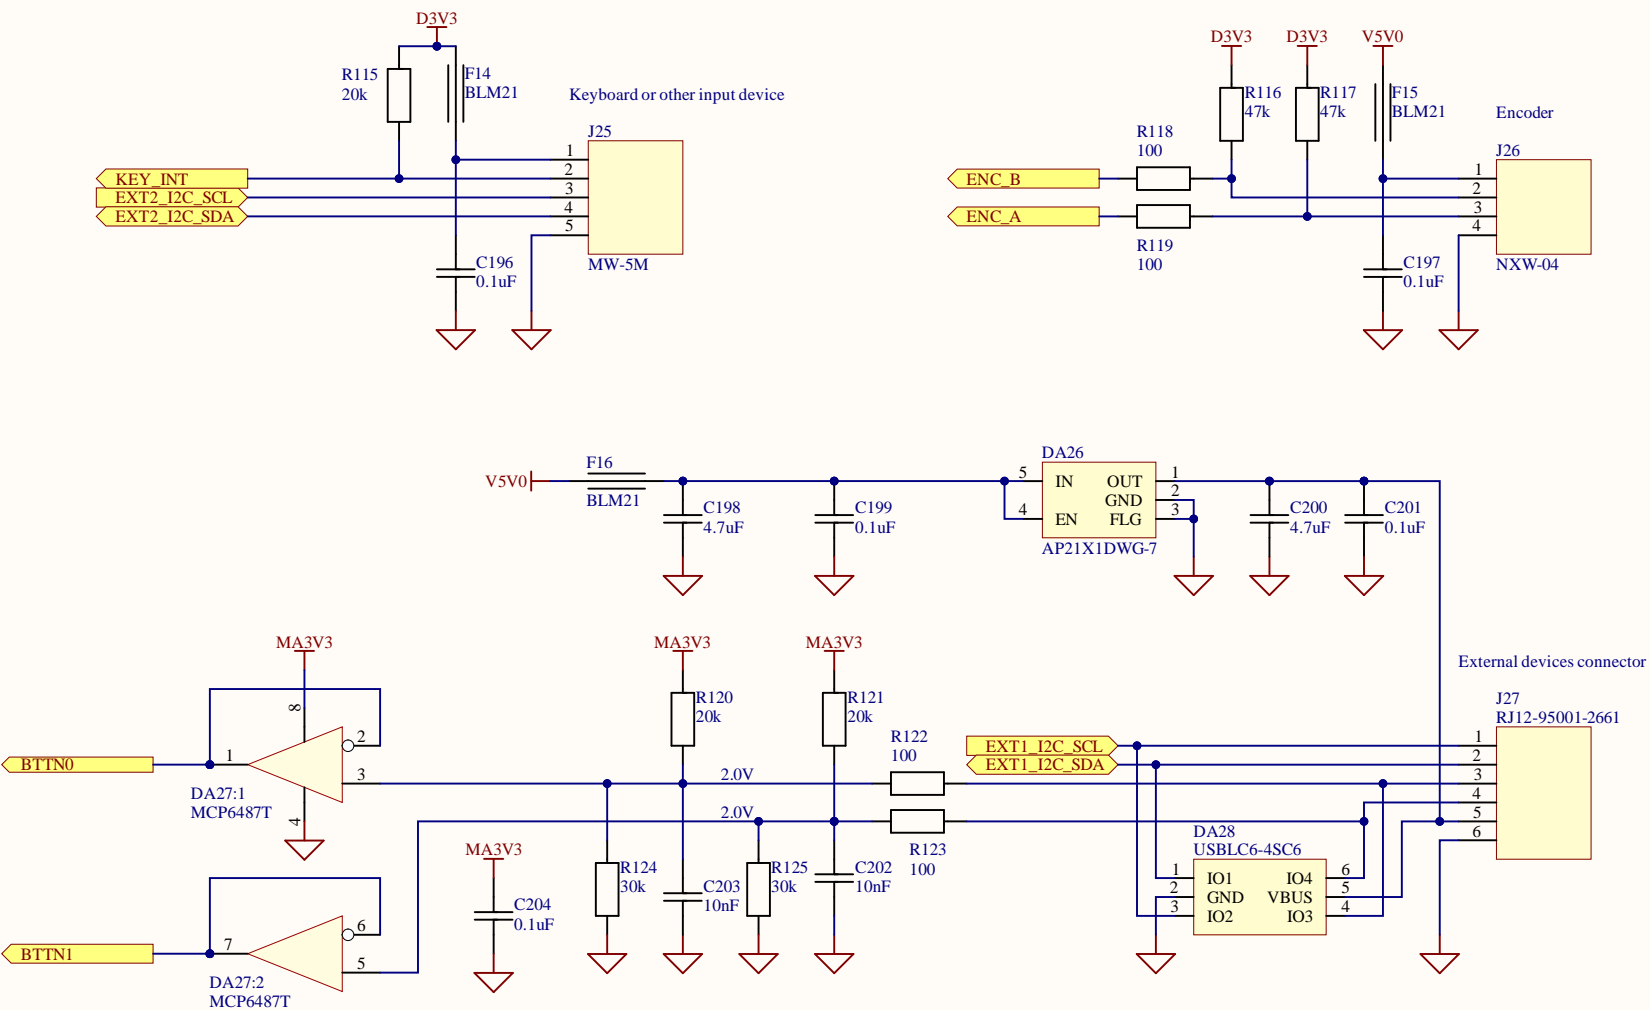 D3V3
R115
20k
F14
BLM21
Keyboard or other input device
J25
KEY_INT
EXT2_I2C_SCL
EXT2_I2C_SDA
1
2
3
4
5
MW-5M
C196
0.1uF
D3V3
D3V3
V5V0
R116
47k
R117
47k
F15
BLM21
Encoder
R118
100
J26
ENC_B
ENC_A
1
2
3
4
R119
100
NXW-04
C197
0.1uF
V5V0
F16
BLM21
C198
4.7uF
C199
0.1uF
DA26
5
IN
OUT
1
GND
2
4
EN
FLG
3
AP21X1DWG-7
C200
4.7uF
C201
0.1uF
MA3V3
8
2
1
3
4
BTTN0
DA27:1
MCP6487T
MA3V3
R120
20k
MA3V3
R121
20k
2.0V
2.0V
R122
100
R123
100
EXT1_I2C_SCL
EXT1_I2C_SDA
External devices connector
J27
RJ12-95001-2661
1
2
3
4
5
6
DA28
USBLC6-4SC6
1
IO1
IO4
6
2
GND
VBUS
5
3
IO2
IO3
4
MA3V3
C204
0.1uF
R124
30k
C203
10nF
R125
30k
C202
10nF
6
7
5
BTTN1
DA27:2
MCP6487T